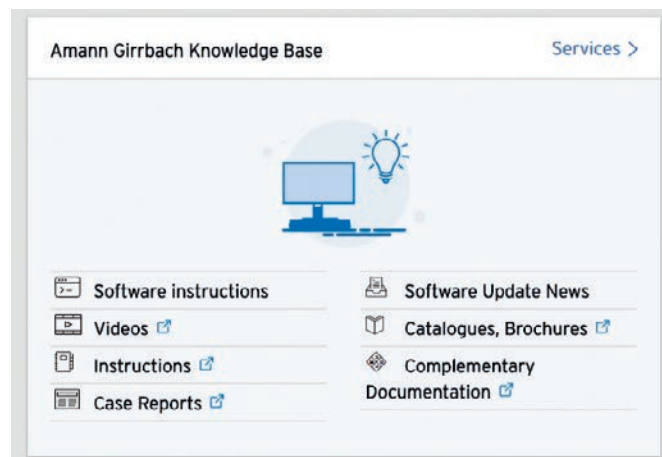 Amann Girrbach Knowledge Base
Services >
Software instructions
Videos
Instructions
Case Reports
Software Update News
Catalogues, Brochures
Complementary
Documentation